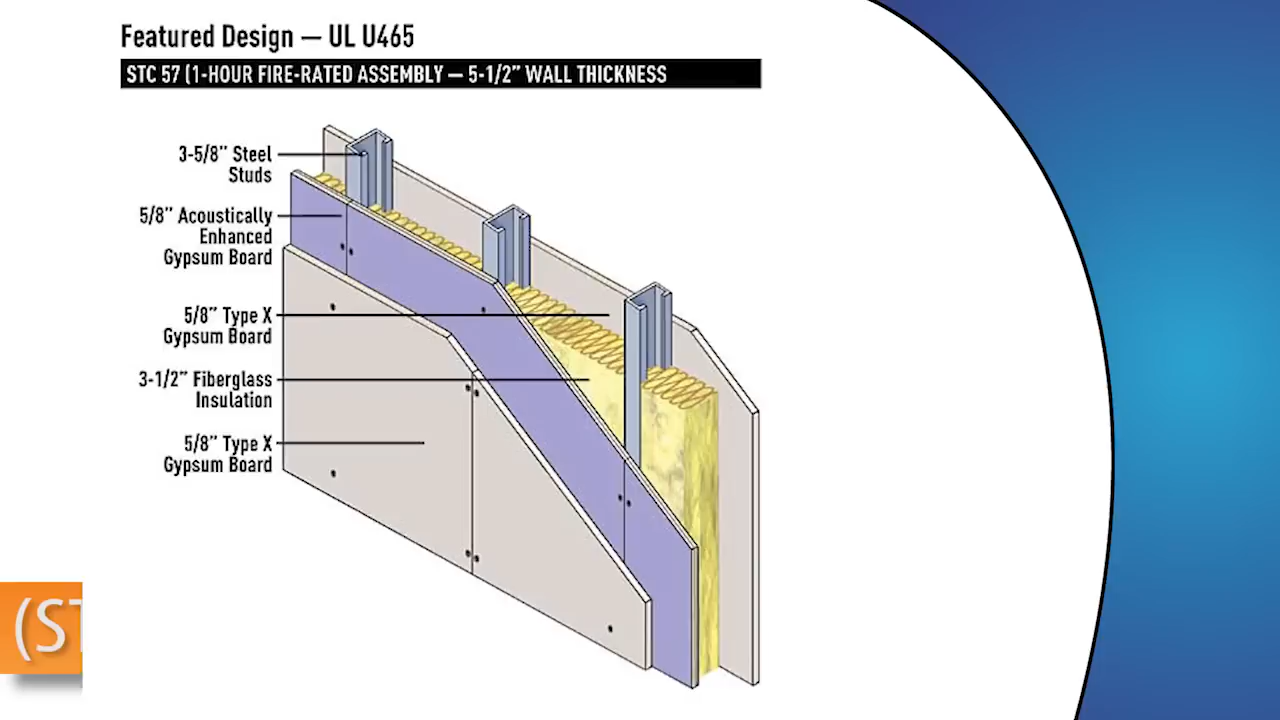 Featured Design — UL U465
STC 57 (1-HOUR FIRE-RATED ASSEMBLY — 5-1/2” WALL THICKNESS
3-5/8” Steel
Studs
5/8” Acoustically
Enhanced
Gypsum Board
5/8” Type X
Gypsum Board
3-1/2” Fiberglass
Insulation
5/8” Type X
Gypsum Board